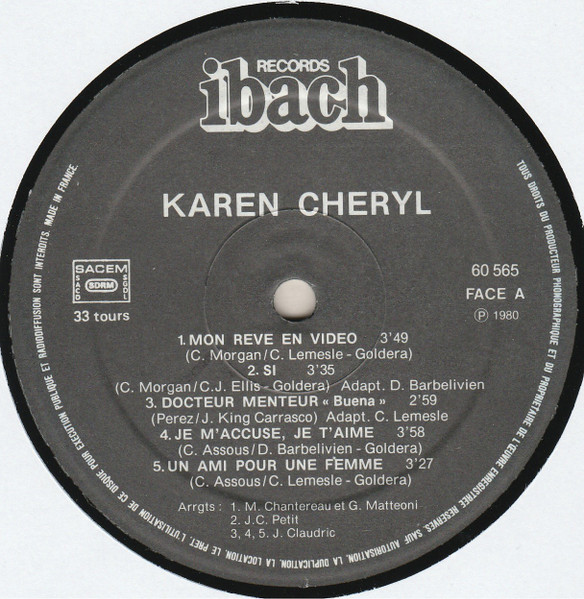 RECORDS
ibach
KAREN CHERYL
SACEM
SACD
SDRM
SGDL
33 tours
60 565
FACE A
Ⓟ 1980
1. MON REVE EN VIDEO 3'49
(C. Morgan/C. Lemesle - Goldera)
2. SI 3'35
(C. Morgan/C.J. Ellis - Goldera) Adapt. D. Barbelivien
3. DOCTEUR MENTEUR « Buena » 2'59
(Perez/J. King Carrasco) Adapt. C. Lemesle
4. JE M'ACCUSE, JE T'AIME 3'58
(C. Assous/D. Barbelivien - Goldera)
5. UN AMI POUR UNE FEMME 3'27
(C. Assous/C. Lemesle - Goldera)
Arrgts : 1. M. Chantereau et G. Matteoni
2. J.C. Petit
3, 4, 5. J. Claudric
TOUS DROITS DU PRODUCTEUR PHONOGRAPHIQUE ET DU PROPRIETAIRE DE L'ŒUVRE ENREGISTREE RESERVES. SAUF AUTORISATION, LA DUPLICATION, LA LOCATION, LE PRET, L'UTILISATION DE CE DISQUE POUR EXECUTION PUBLIQUE ET RADIODIFFUSION SONT INTERDITS. MADE IN FRANCE.